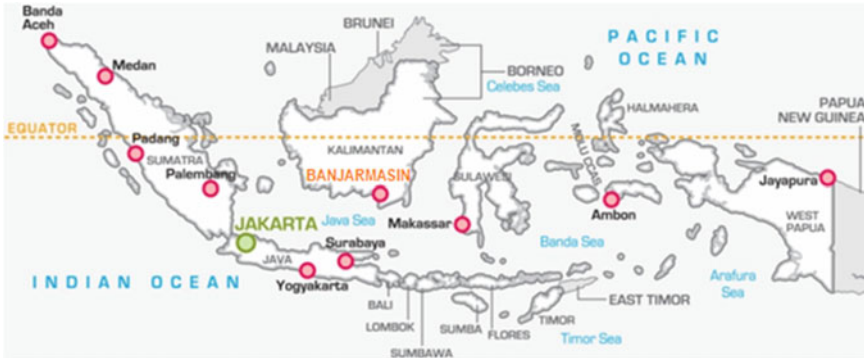 Banda
Aceh
Medan
MALAYSIA
BRUNEI
BORNEO
Celebes Sea
PACIFIC
OCEAN
HALMAHERA
PAPUA
NEW GUINEA
EQUATOR
Padang
SUMATRA
Palembang
KALIMANTAN
BANJARMASIN
SULAWESI
Jayapura
JAKARTA
Java Sea
Makassar
Ambon
WEST
PAPUA
Surabaya
Banda Sea
JAVA
INDIAN OCEAN
Yogyakarta
Arafura
Sea
BALI
LOMBOK
SUMBAWA
SUMBA
FLORES
TIMOR
EAST TIMOR
Timor Sea